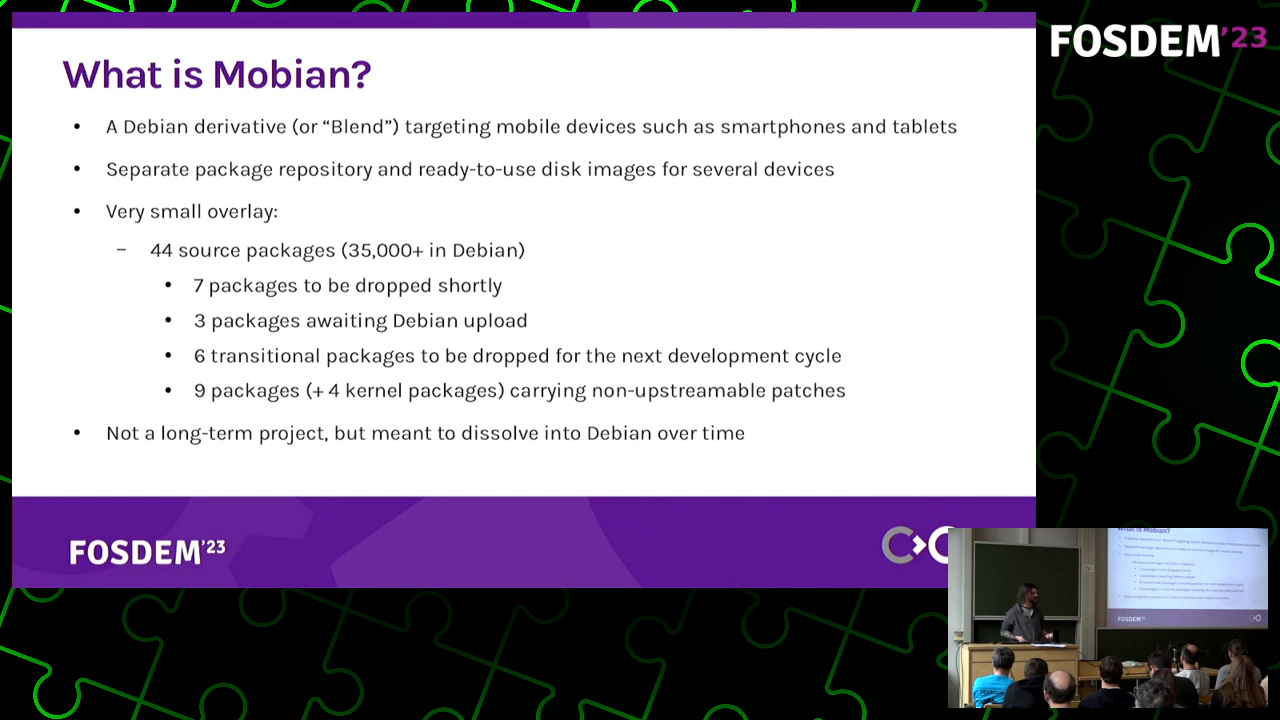 FOSDEM'23
What is Mobian?
• A Debian derivative (or “Blend”) targeting mobile devices such as smartphones and tablets
• Separate package repository and ready-to-use disk images for several devices
• Very small overlay:
– 44 source packages (35,000+ in Debian)
• 7 packages to be dropped shortly
• 3 packages awaiting Debian upload
• 6 transitional packages to be dropped for the next development cycle
• 9 packages (+ 4 kernel packages) carrying non-upstreamable patches
• Not a long-term project, but meant to dissolve into Debian over time
FOSDEM'23
What is Mobian?
FOSDEM